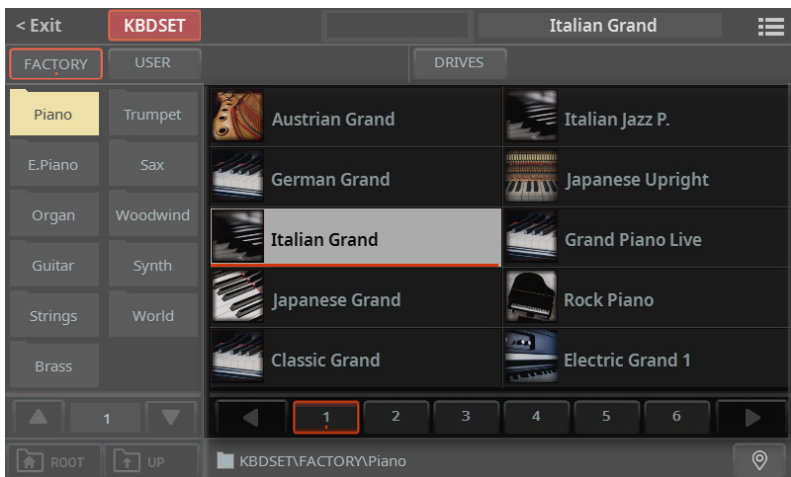 < Exit KBDSET Italian Grand
FACTORY USER DRIVES
Piano Trumpet Austrian Grand Italian Jazz P.
E.Piano Sax German Grand Japanese Upright
Organ Woodwind Italian Grand Grand Piano Live
Guitar Synth Japanese Grand Rock Piano
Strings World
Brass Classic Grand Electric Grand 1
1 1 2 3 4 5 6
ROOT UP KBDSET\FACTORY\Piano